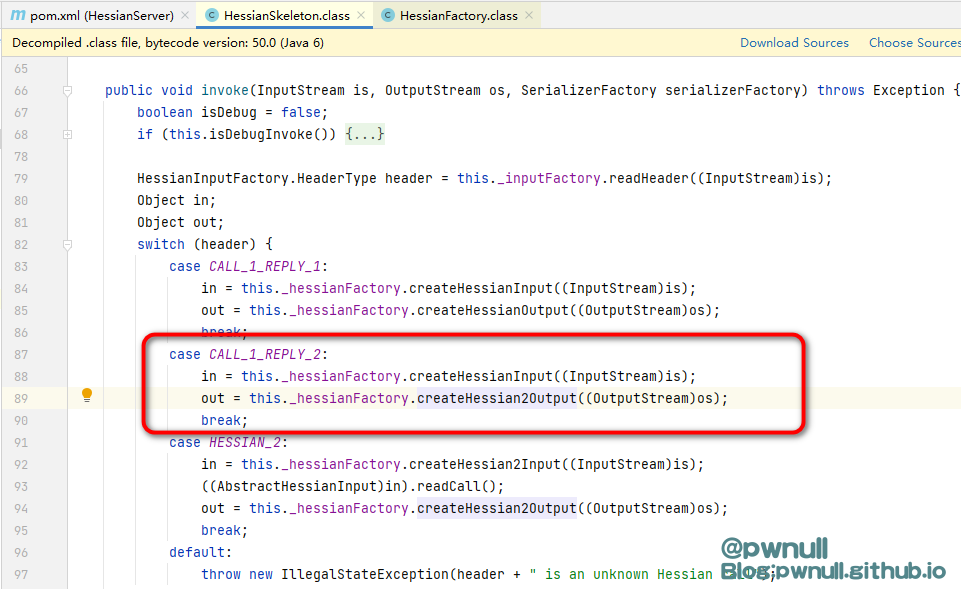 m pom.xml (HessianServer) × C HessianSkeleton.class × C HessianFactory.class ×
Decompiled .class file, bytecode version: 50.0 (Java 6) Download Sources Choose Sources
65
66 public void invoke(InputStream is, OutputStream os, SerializerFactory serializerFactory) throws Exception {
67 boolean isDebug = false;
68 if (this.isDebugInvoke()) {...}
78
79 HessianInputFactory.HeaderType header = this._inputFactory.readHeader((InputStream)is);
80 Object in;
81 Object out;
82 switch (header) {
83 case CALL_1_REPLY_1:
84 in = this._hessianFactory.createHessianInput((InputStream)is);
85 out = this._hessianFactory.createHessianOutput((OutputStream)os);
86 break;
87 case CALL_1_REPLY_2:
88 in = this._hessianFactory.createHessianInput((InputStream)is);
89 out = this._hessianFactory.createHessian2Output((OutputStream)os);
90 break;
91 case HESSIAN_2:
92 in = this._hessianFactory.createHessian2Input((InputStream)is);
93 ((AbstractHessianInput)in).readCall();
94 out = this._hessianFactory.createHessian2Output((OutputStream)os);
95 break;
96 default:
97 throw new IllegalStateException(header + " is an unknown Hessian
@pwnull
Blog:pwnull.github.io